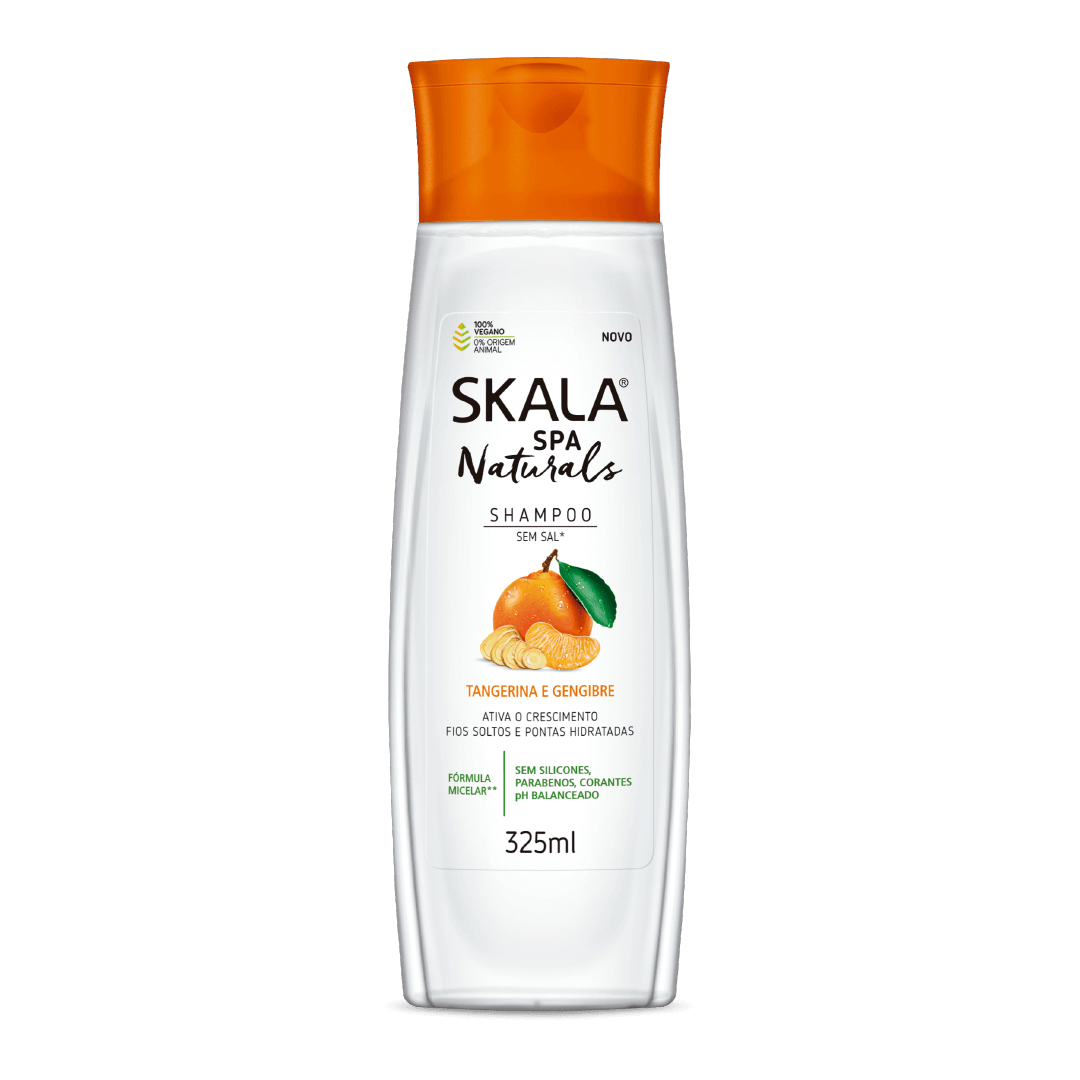 100%
VEGANO
0% ORIGEM
ANIMAL
NOVO
SKALA®
SPA
Naturals
SHAMPOO
SEM SAL*
TANGERINA E GENGIBRE
ATIVA O CRESCIMENTO
FIOS SOLTOS E PONTAS HIDRATADAS
FÓRMULA
MICELAR**
SEM SILICONES,
PARABENOS, CORANTES
pH BALANCEADO
325ml